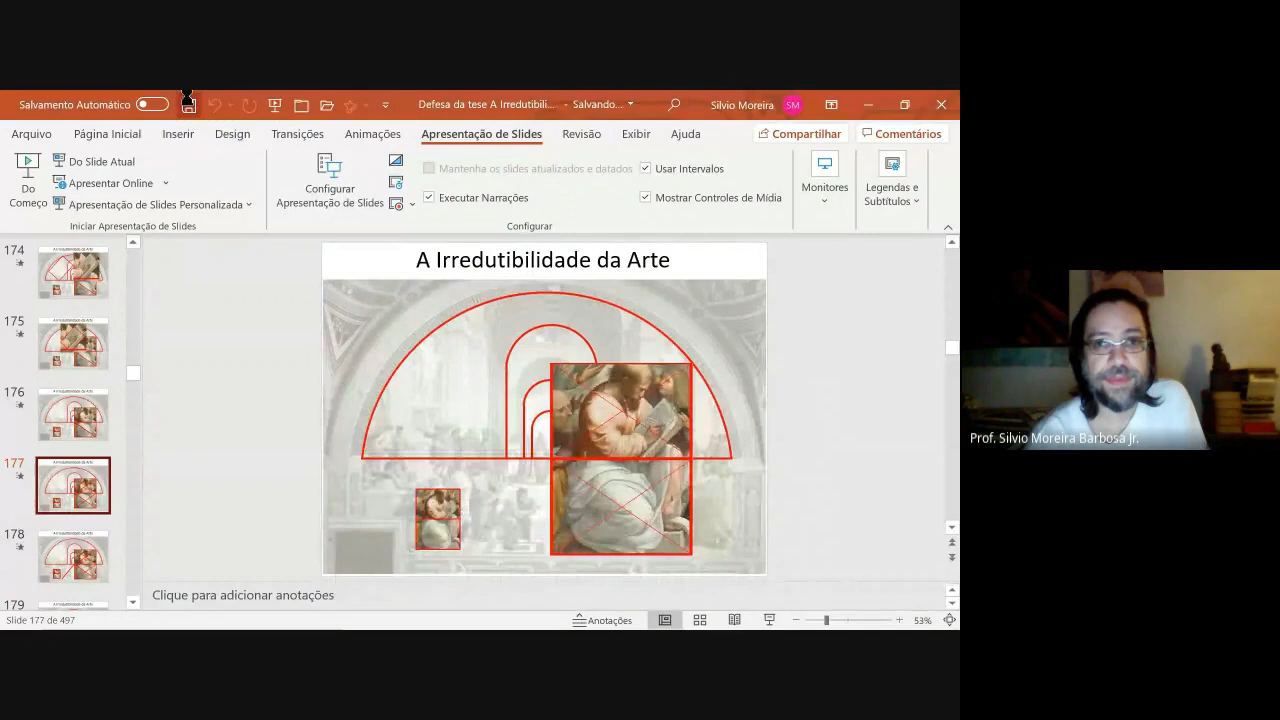 Salvamento Automático
Defesa da tese A Irredutibili... - Salvando...
Silvio Moreira
SM
Arquivo
Página Inicial
Inserir
Design
Transições
Animações
Apresentação de Slides
Revisão
Exibir
Ajuda
Compartilhar
Comentários
Do Começo
Do Slide Atual
Apresentar Online
Apresentação de Slides Personalizada
Iniciar Apresentação de Slides
Configurar
Apresentação de Slides
Mantenha os slides atualizados e datados
Executar Narrações
Usar Intervalos
Mostrar Controles de Mídia
Configurar
Monitores
Legendas e
Subtítulos
174
175
176
177
178
179
A Irredutibilidade da Arte
Clique para adicionar anotações
Slide 177 de 497
Anotações
53%
Prof. Silvio Moreira Barbosa Jr.